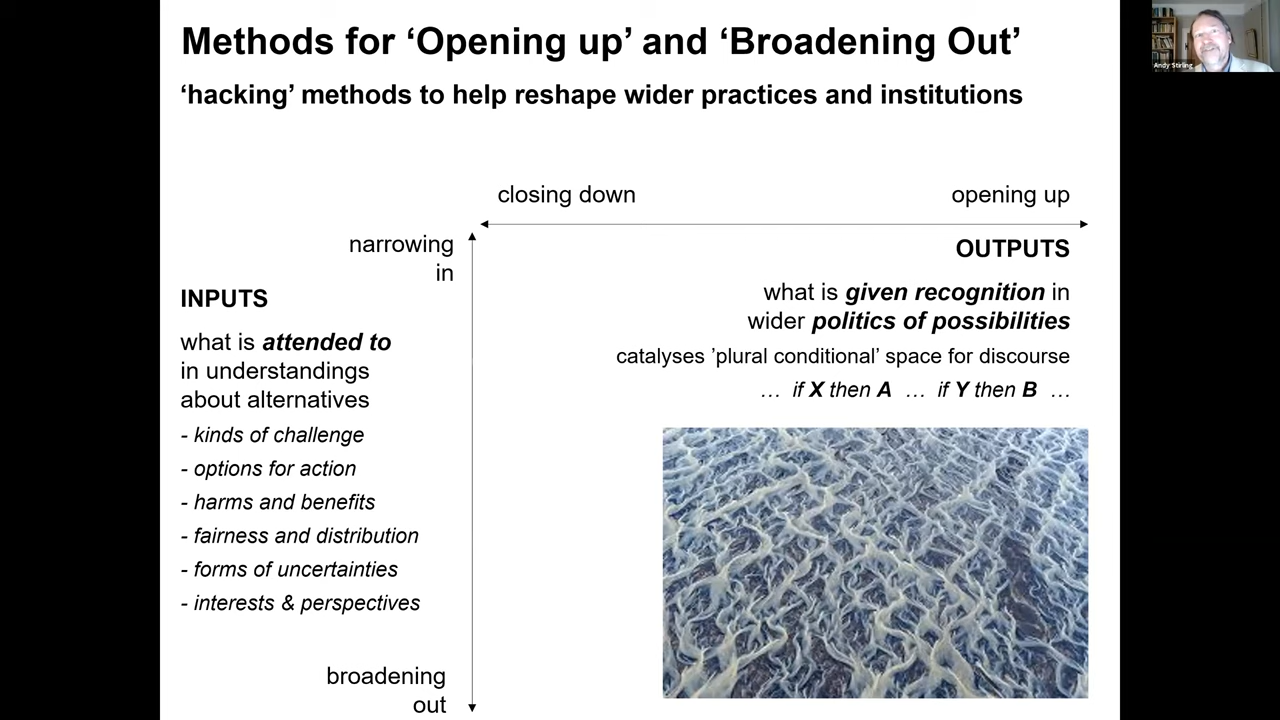 Methods for ‘Opening up’ and ‘Broadening Out’
‘hacking’ methods to help reshape wider practices and institutions
closing down
opening up
narrowing
in
INPUTS
what is attended to
in understandings
about alternatives
- kinds of challenge
- options for action
- harms and benefits
- fairness and distribution
- forms of uncertainties
- interests & perspectives
broadening
out
OUTPUTS
what is given recognition in
wider politics of possibilities
catalyses ’plural conditional’ space for discourse
… if X then A … if Y then B …
Andy Stirling